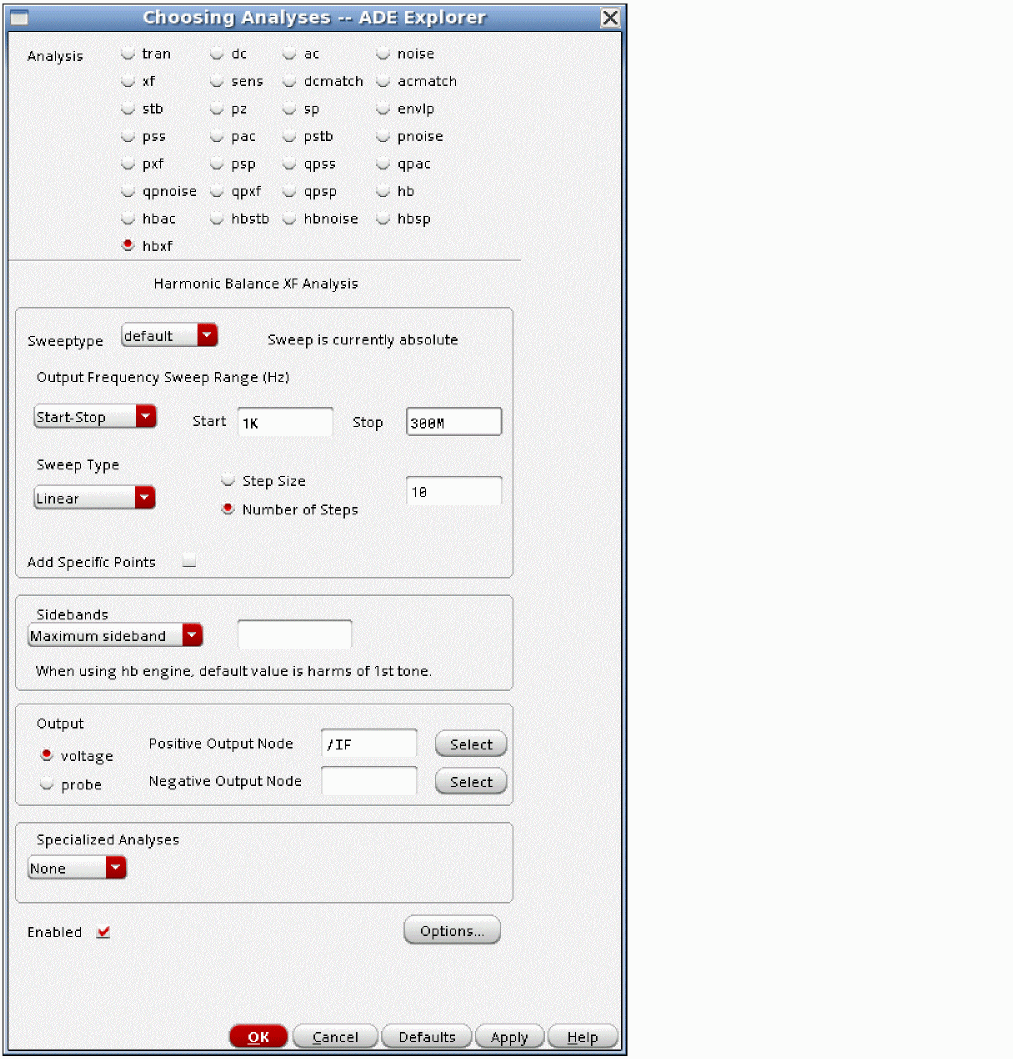 Choosing Analyses -- ADE Explorer
Analysis tran dc ac noise
xf sens dcmatch acmatch
stb pz sp envlp
pss pac pstb pnoise
pxf psp qpss qpac
qpnoise qpxf qpsp hb
hbac hbstb hbnoise hbsp
hbxf
Harmonic Balance XF Analysis
Sweeptype default Sweep is currently absolute
Output Frequency Sweep Range (Hz)
Start-Stop Start 1K Stop 300M
Sweep Type
Step Size
Linear 10
Number of Steps
Add Specific Points
Sidebands
Maximum sideband
When using hb engine, default value is harms of 1st tone.
Output
Positive Output Node /IF Select
voltage
Negative Output Node Select
probe
Specialized Analyses
None
Enabled Options...
OK Cancel Defaults Apply Help